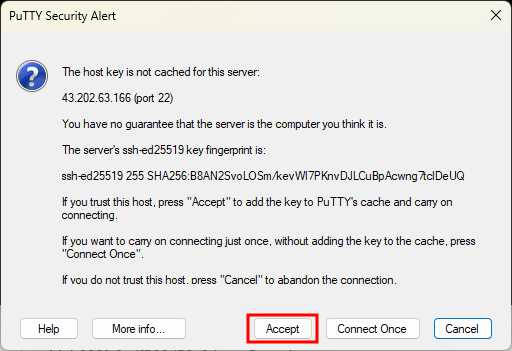 PuTTY Security Alert
The host key is not cached for this server:
43.202.63.166 (port 22)
You have no guarantee that the server is the computer you think it is.
The server's ssh-ed25519 key fingerprint is:
ssh-ed25519 255 SHA256:B8AN2SvoLOSm/kevWI7PKnvDJLCuBpAcwng7tclDeUQ
If you trust this host, press "Accept" to add the key to PuTTY's cache and carry on
connecting.
If you want to carry on connecting just once, without adding the key to the cache, press
"Connect Once".
If you do not trust this host, press "Cancel" to abandon the connection.
Help
More info...
Accept
Connect Once
Cancel